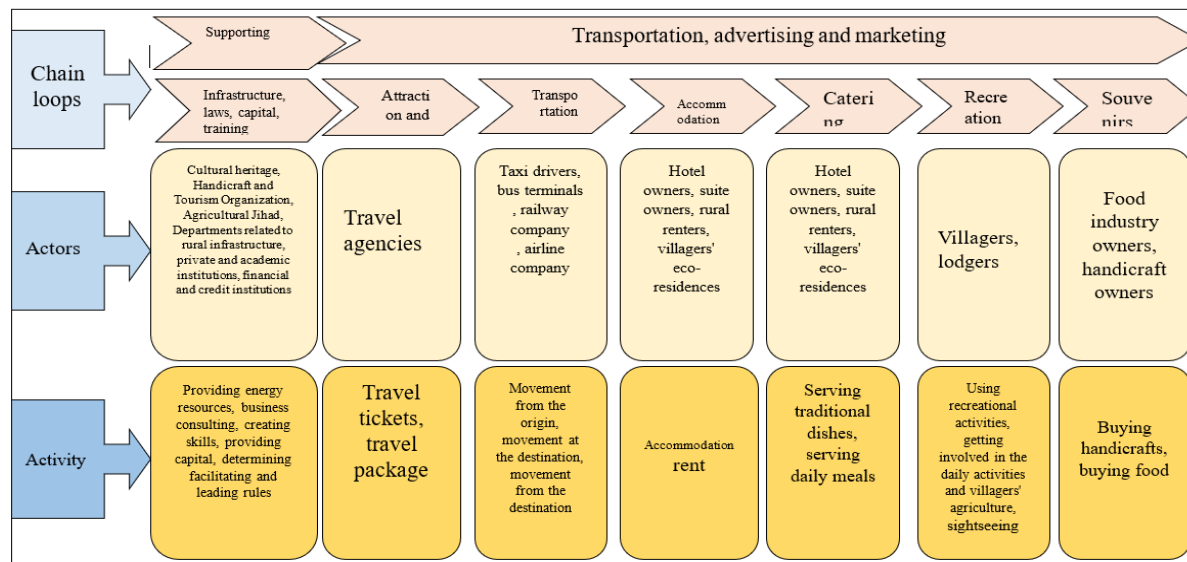 Supporting
Transportation, advertising and marketing
Chain
loops
Infrastructure,
laws, capital,
training
Attracti
on and
Transpo
rtation
Accomm
odation
Cateri
ng
Recre
ation
Souve
nirs
Actors
Cultural heritage,
Handicraft and
Tourism Organization,
Agricultural Jihad,
Departments related to
rural infrastructure,
private and academic
institutions, financial
and credit institutions
Travel
agencies
Taxi drivers,
bus terminals
, railway
company
, airline
company
Hotel
owners, suite
owners, rural
renters,
villagers'
eco-
residences
Hotel
owners, suite
owners, rural
renters,
villagers'
eco-
residences
Villagers,
lodgers
Food
industry
owners,
handicraft
owners
Activity
Providing energy
resources, business
consulting, creating
skills, providing
capital, determining
facilitating and
leading rules
Travel
tickets,
travel
package
Movement
from the
origin,
movement at
the destination,
movement
from the
destination
Accommodation
rent
Serving
traditional
dishes,
serving
daily meals
Using
recreational
activities,
getting
involved in the
daily activities
and villagers'
agriculture,
sightseeing
Buying
handicrafts,
buying food